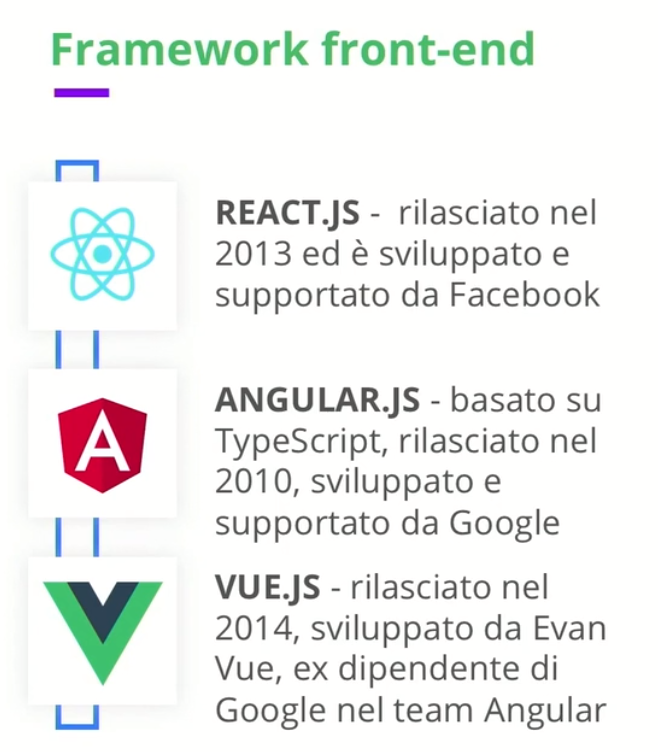 Framework front-end
REACT.JS - rilasciato nel
2013 ed è sviluppato e
supportato da Facebook
A
ANGULAR.JS - basato su
TypeScript, rilasciato nel
2010, sviluppato e
supportato da Google
VUE.JS - rilasciato nel
2014, sviluppato da Evan
Vue, ex dipendente di
Google nel team Angular